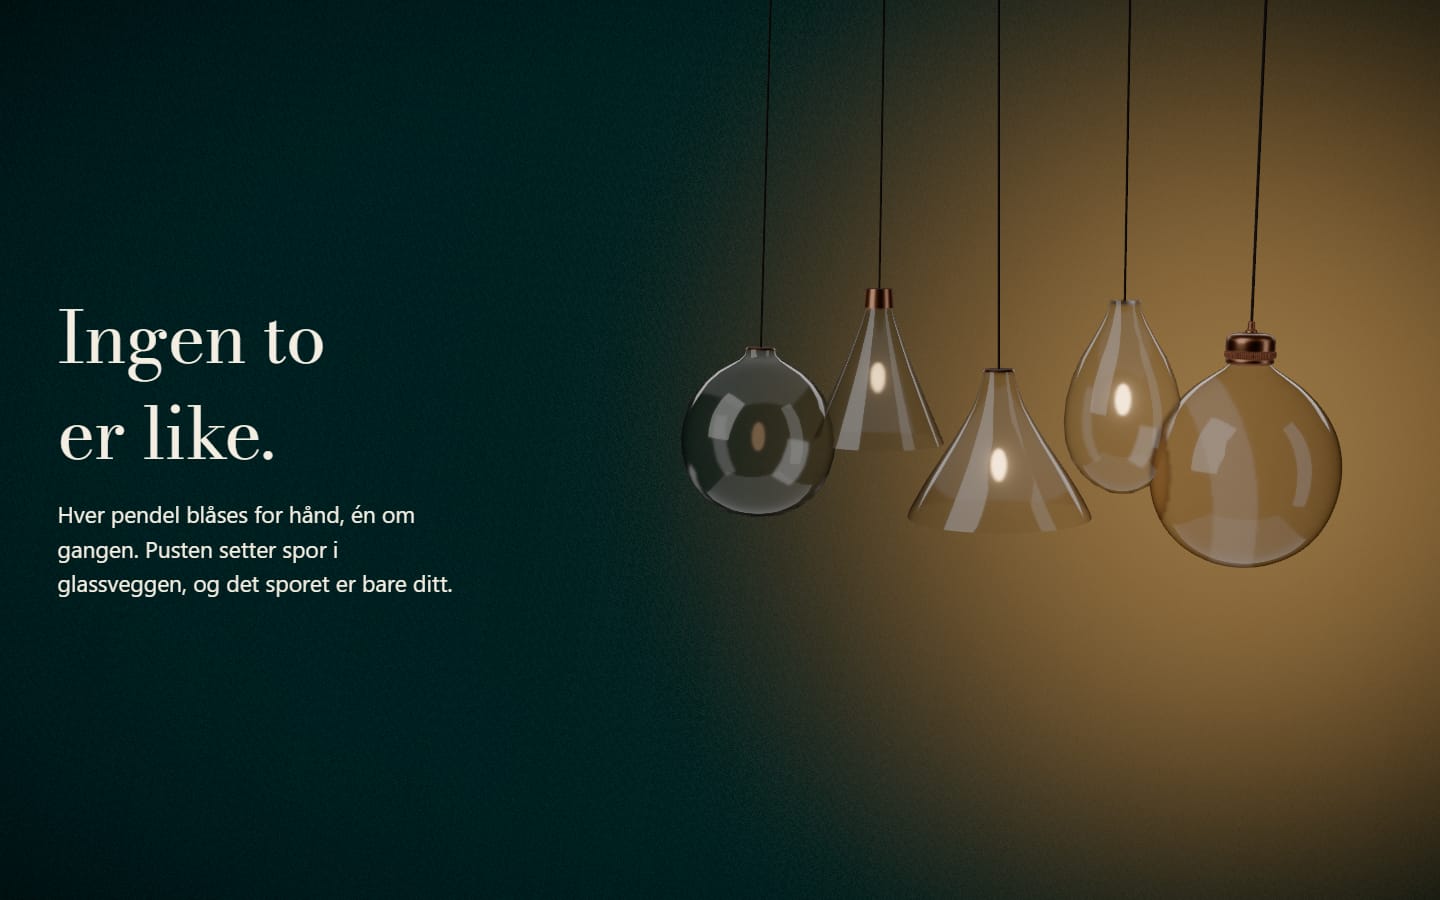 Ingen to
er like.
Hver pendel blåses for hånd, én om
gangen. Pusten setter spor i
glassveggen, og det sporet er bare ditt.